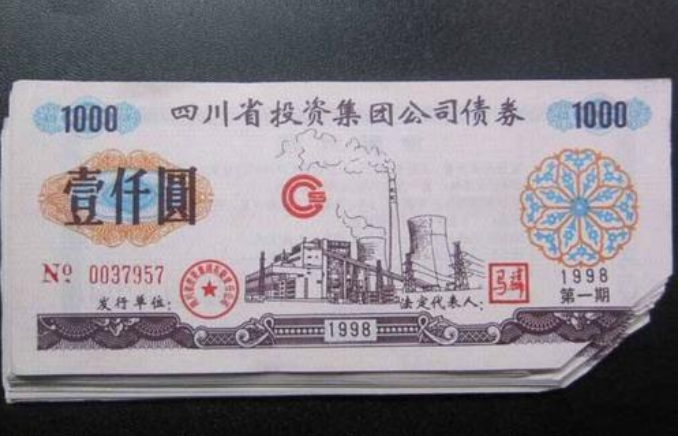 1000 四川省投资集团公司债券 1000
壹仟圆
Nº 0037957
发行单位: 法定代表人:
1998
第一期
1998